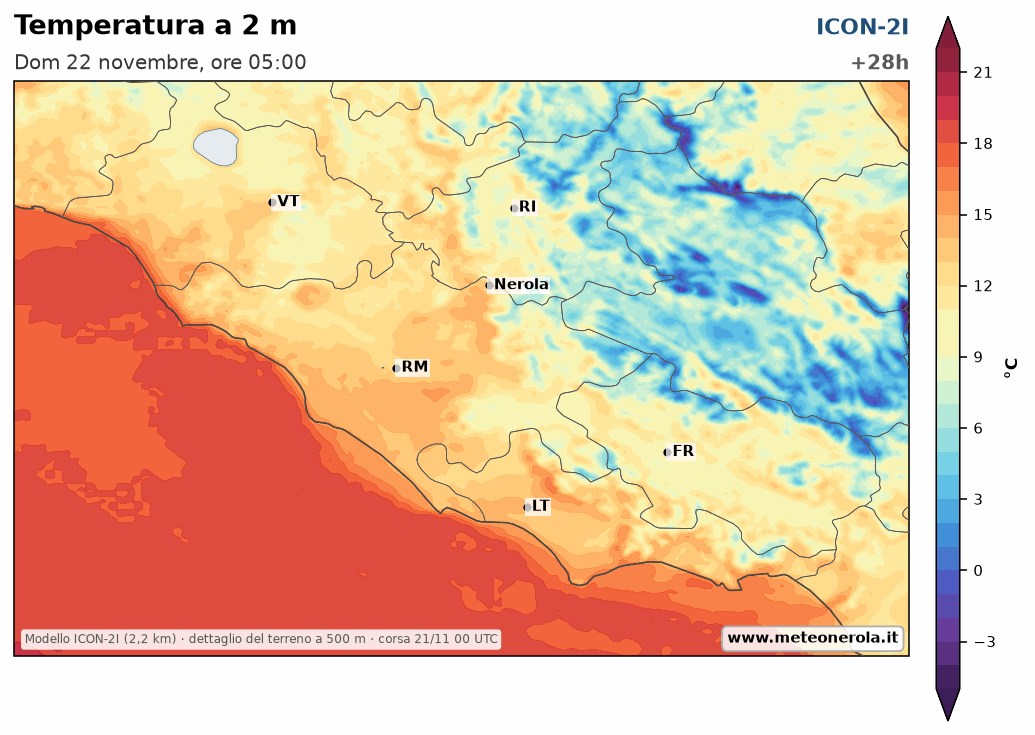 Temperatura a 2 m
ICON-2I
Dom 22 novembre, ore 05:00
+28h
VT
RI
Nerola
RM
FR
LT
Modello ICON-2I (2,2 km) · dettaglio del terreno a 500 m · corsa 21/11 00 UTC
www.meteonerola.it
21
18
15
12
9
6
3
0
−3
°C